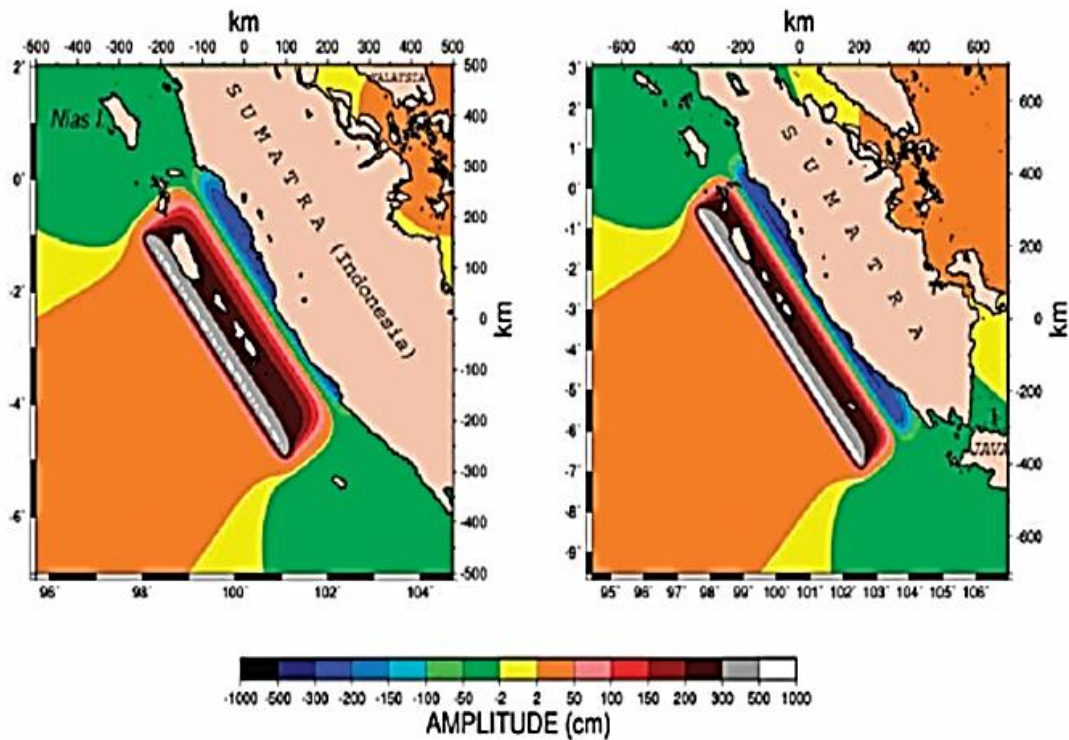 km
-500 -400 -300 -200 -100 0 100 200 300 400 500
2˚
0˚
-2˚
-4˚
-6˚
MALAYSIA
Nias I.
SUMATRA (Indonesia)
500
400
300
200
100
0
-100
-200
-300
-400
-500
km
96˚ 98˚ 100˚ 102˚ 104˚
km
-600 -400 -200 0 200 400 600
3˚
2˚
1˚
0˚
-1˚
-2˚
-3˚
-4˚
-5˚
-6˚
-7˚
-8˚
-9˚
SUMATRA
JAVA
600
400
200
0
-200
-400
-600
km
95˚ 96˚ 97˚ 98˚ 99˚ 100˚ 101˚ 102˚ 103˚ 104˚ 105˚ 106˚
-1000 -500 -300 -200 -150 -100 -50 -2 2 50 100 150 200 300 500 1000
AMPLITUDE (cm)